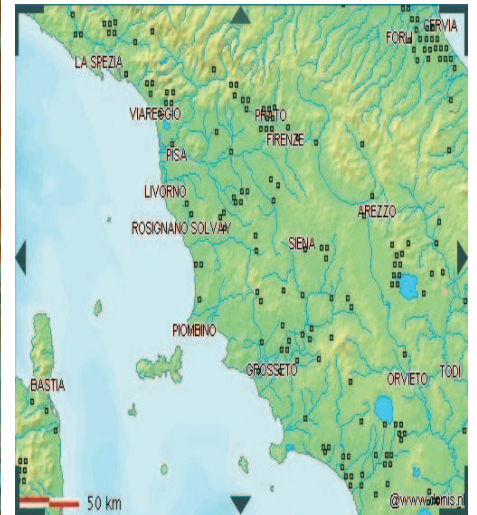 CERVIA
FORLI
LA SPEZIA
VIAREGGIO
PRATO
FIRENZE
PISA
LIVORNO
AREZZO
ROSIGNANO SOLVAY
SIENA
PIOMBINO
GROSSETO
TODI
ORVIETO
BASTIA
50 km